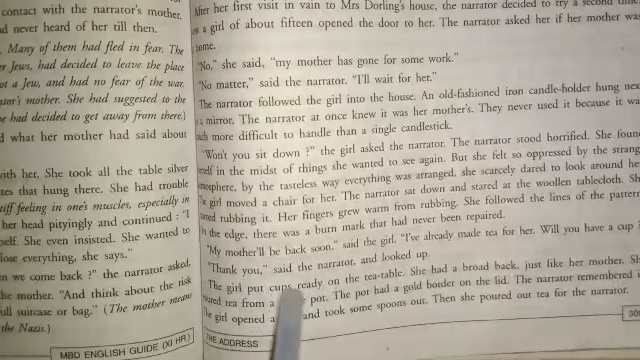 contact with the narrator's mother.
never heard of her till then.
Many of them had fled in fear. The
Jews, had decided to leave the place
a Jew, and had no fear of the war.
mother. She had suggested to the
had decided to get away from there.)
what her mother had said about
with her. She took all the table silver
that hung there. She had trouble
stiff feeling in one's muscles, especially in
her head pityingly and continued : "I
She even insisted. She wanted to
lose everything, she says."
we come back ?" the narrator asked.
the mother. "And think about the risk
full suitcase or bag." (The mother means
the Nazis.)
MBD ENGLISH GUIDE (XI HR)
After her first visit in vain to Mrs Dorling's house, the narrator decided to try a second time.
a girl of about fifteen opened the door to her. The narrator asked her if her mother was
home.
"No," she said, "my mother has gone for some work."
"No matter," said the narrator. "I'll wait for her."
The narrator followed the girl into the house. An old-fashioned iron candle-holder hung next
a mirror. The narrator at once knew it was her mother's. They never used it because it was
much more difficult to handle than a single candlestick.
"Won't you sit down ?" the girl asked the narrator. The narrator stood horrified. She found
in the midst of things she wanted to see again. But she felt so oppressed by the strange
by the tasteless way everything was arranged, she scarcely dared to look around her.
The girl moved a chair for her. The narrator sat down and stared at the woollen tablecloth. She
rubbing it. Her fingers grew warm from rubbing. She followed the lines of the pattern
the edge, there was a burn mark that had never been repaired.
"My mother'll be back soon," said the girl. "I've already made tea for her. Will you have a cup
"Thank you," said the narrator, and looked up.
The girl put cups ready on the tea-table. She had a broad back, just like her mother. She
tea from a pot. The pot had a gold border on the lid. The narrator remembered
The girl opened a and took some spoons out. Then she poured out tea for the narrator.
THE ADDRESS